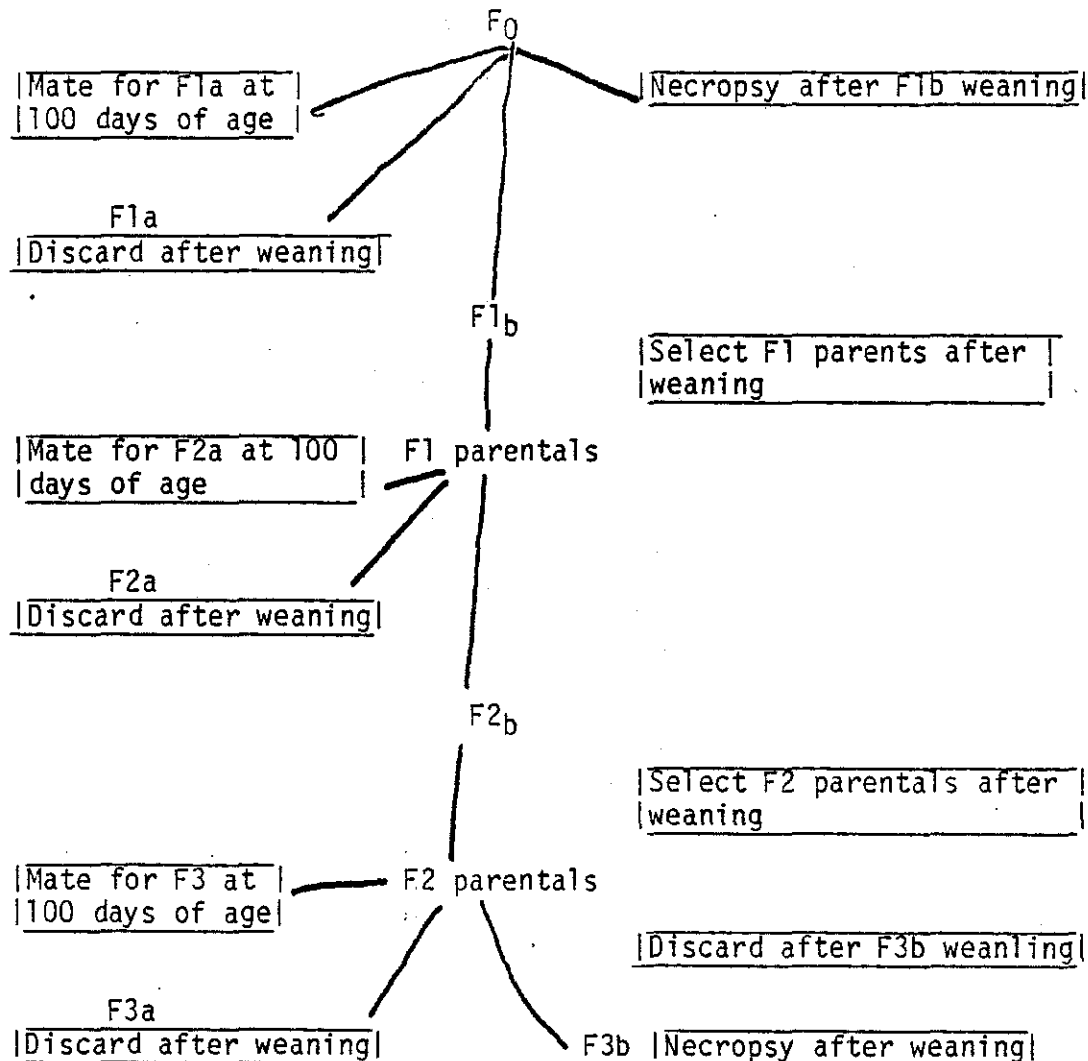 F0
Mate for F1a at
100 days of age
Necropsy after F1b weaning
F1a
Discard after weaning
F1b
Select F1 parents after
weaning
Mate for F2a at 100
days of age
F1 parentals
F2a
Discard after weaning
F2b
Select F2 parentals after
weaning
Mate for F3 at
100 days of age
F2 parentals
Discard after F3b weanling
F3a
Discard after weaning
F3b
Necropsy after weaning